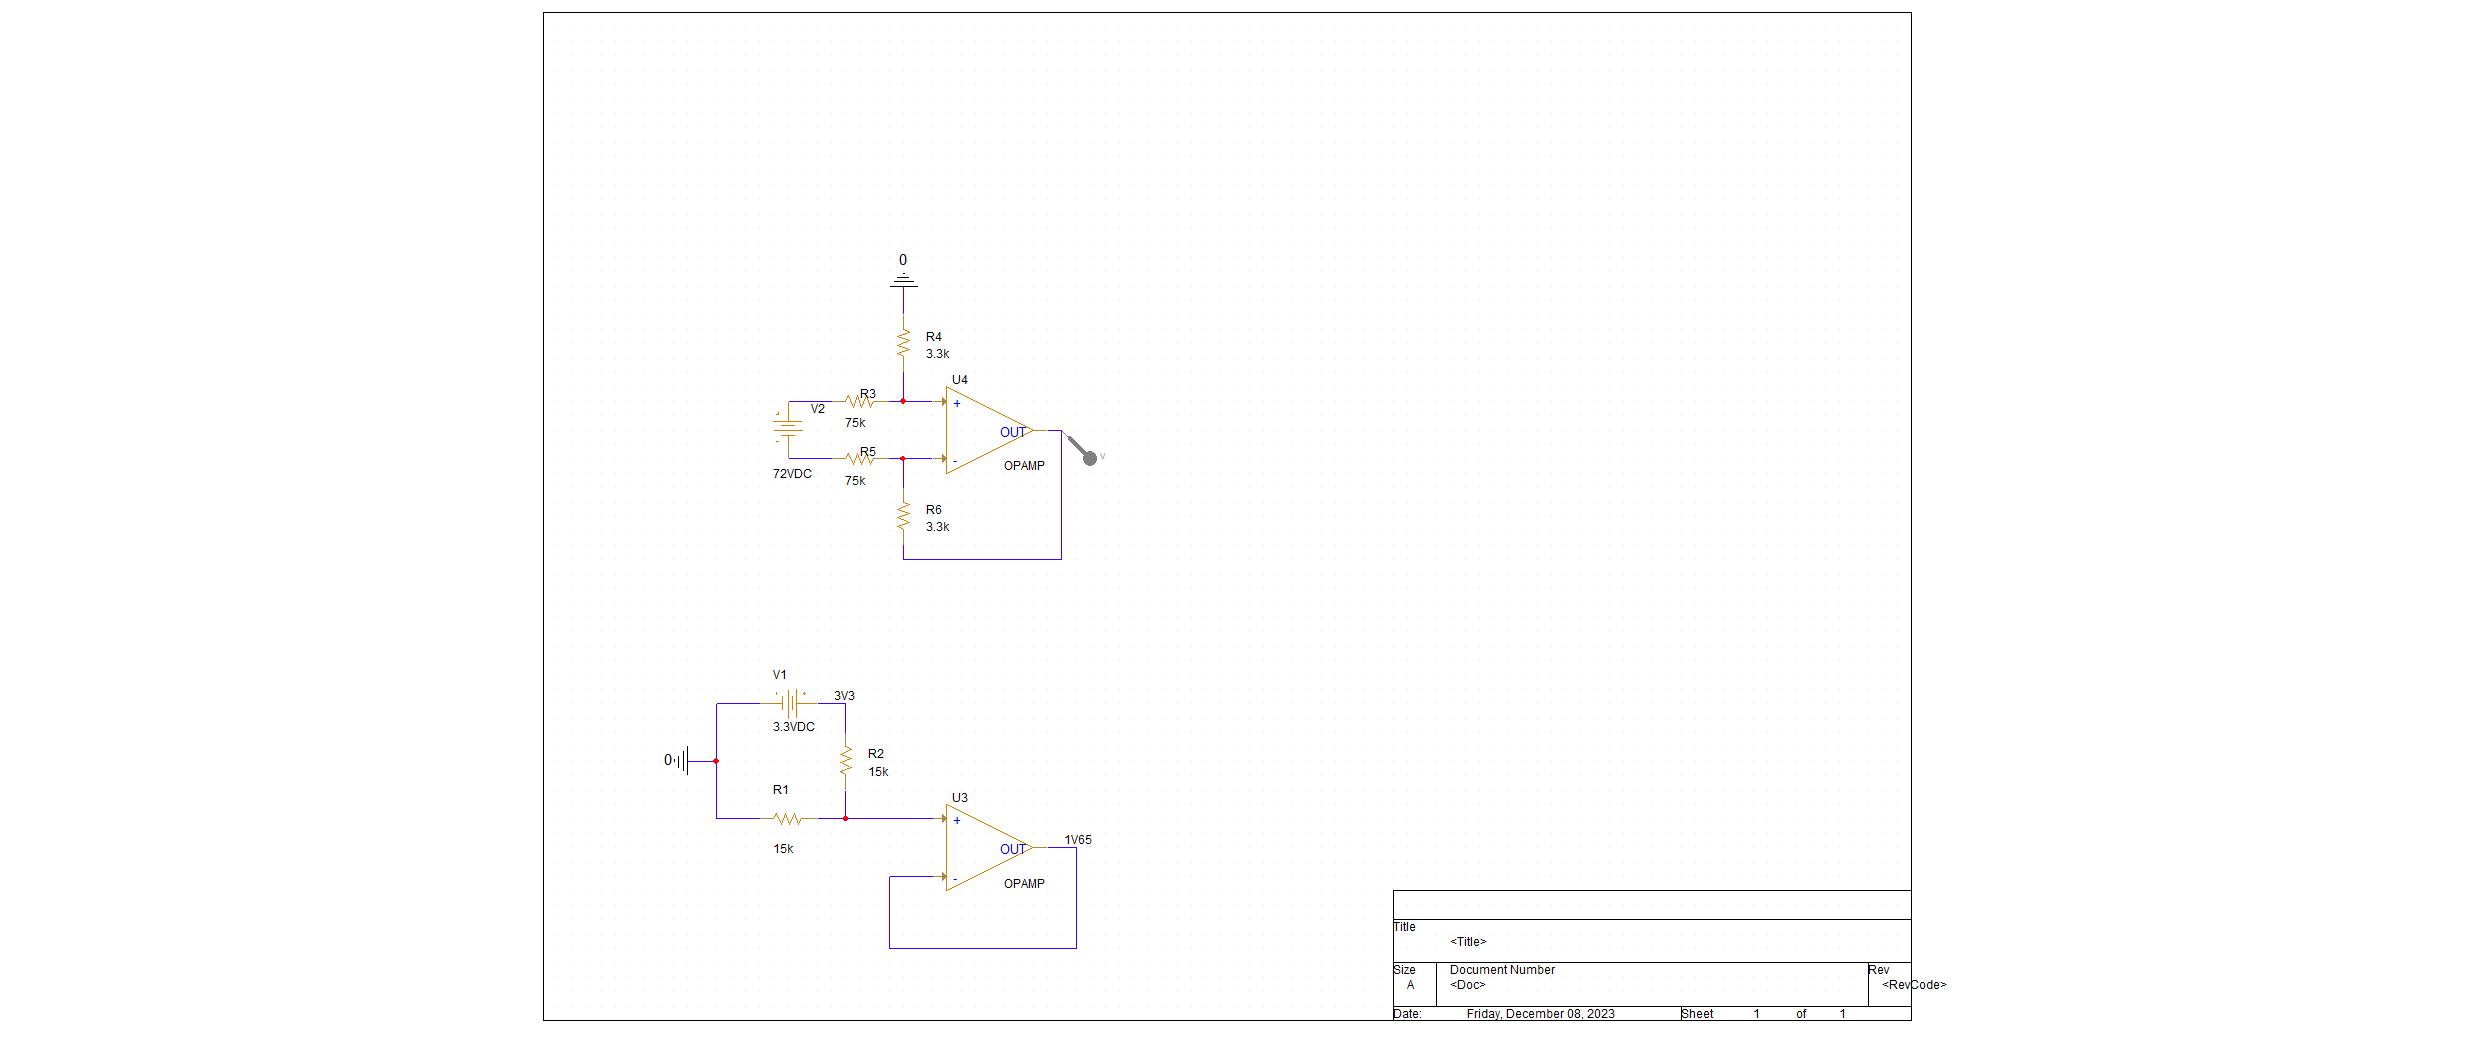 0
R4
3.3k
U4
R3
V2
+
75k
OUT
V
R5
-
OPAMP
72VDC
75k
R6
3.3k
V1
3V3
3.3VDC
R2
0
15k
R1
U3
+
1V65
15k
OUT
-
OPAMP
Title
<Title>
Size
Document Number
Rev
A
<Doc>
<RevCode>
Date:
Friday, December 08, 2023
Sheet
1
of
1